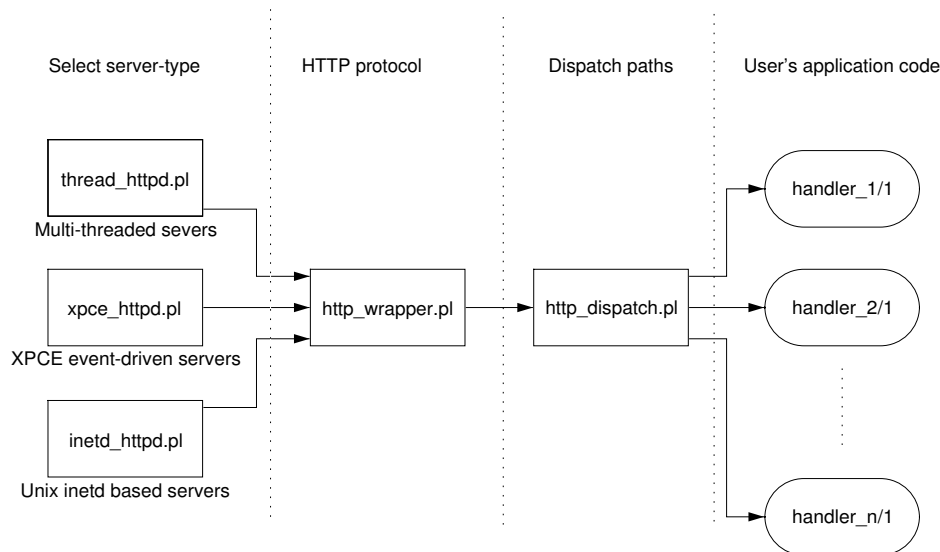 Select server-type
HTTP protocol
Dispatch paths
User's application code
thread_httpd.pl
Multi-threaded severs
xpce_httpd.pl
XPCE event-driven servers
inetd_httpd.pl
Unix inetd based servers
http_wrapper.pl
http_dispatch.pl
handler_1/1
handler_2/1
handler_n/1